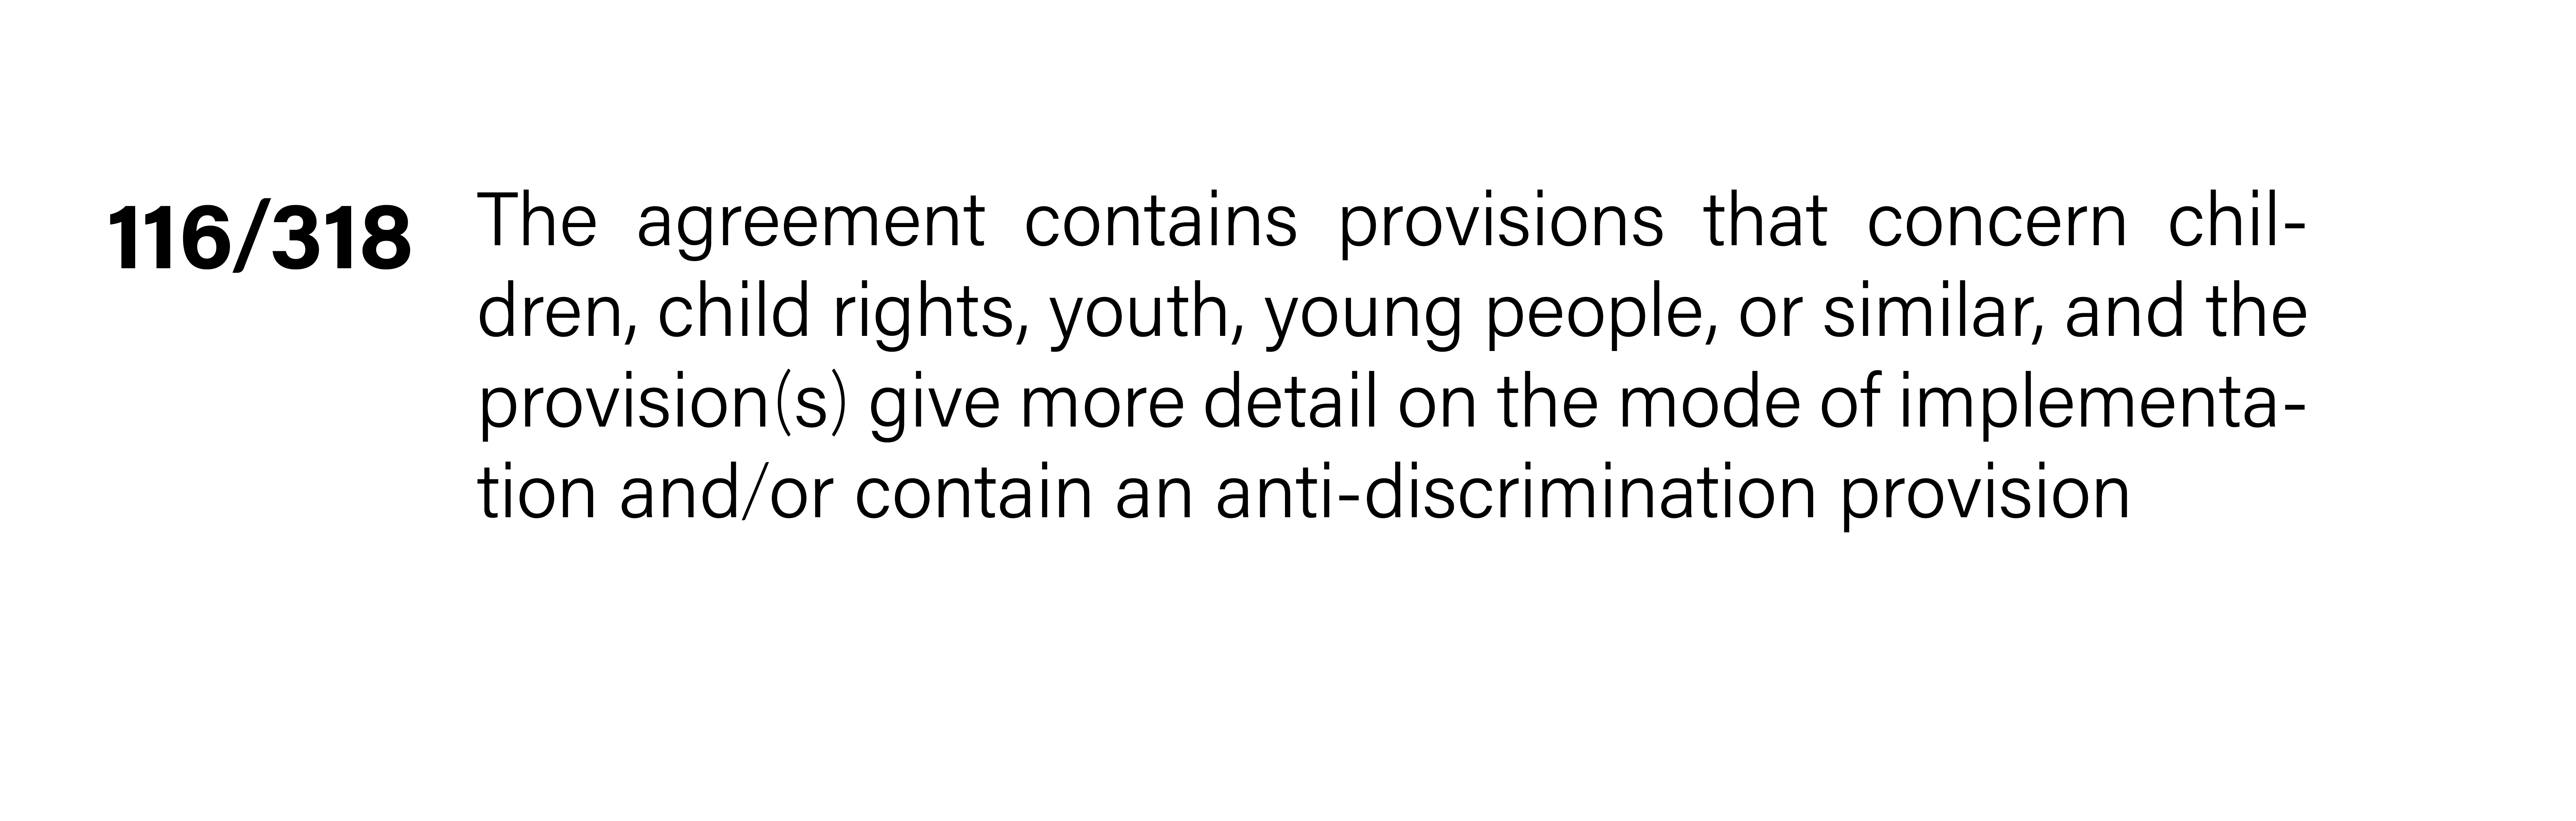 116/318 The agreement contains provisions that concern chil-
dren, child rights, youth, young people, or similar, and the
provision(s) give more detail on the mode of implementa-
tion and/or contain an anti-discrimination provision